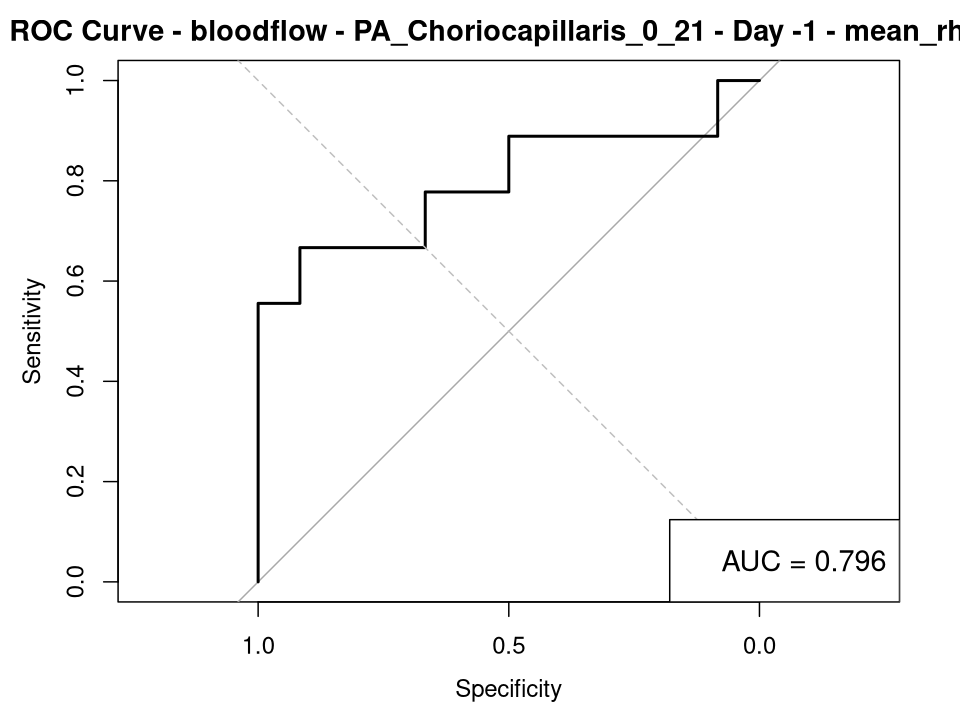 ROC Curve - bloodflow - PA_Choriocapillaris_0_21 - Day -1 - mean_rh
1.0
0.8
0.6
0.4
0.2
0.0
Sensitivity
AUC = 0.796
1.0 0.5 0.0
Specificity